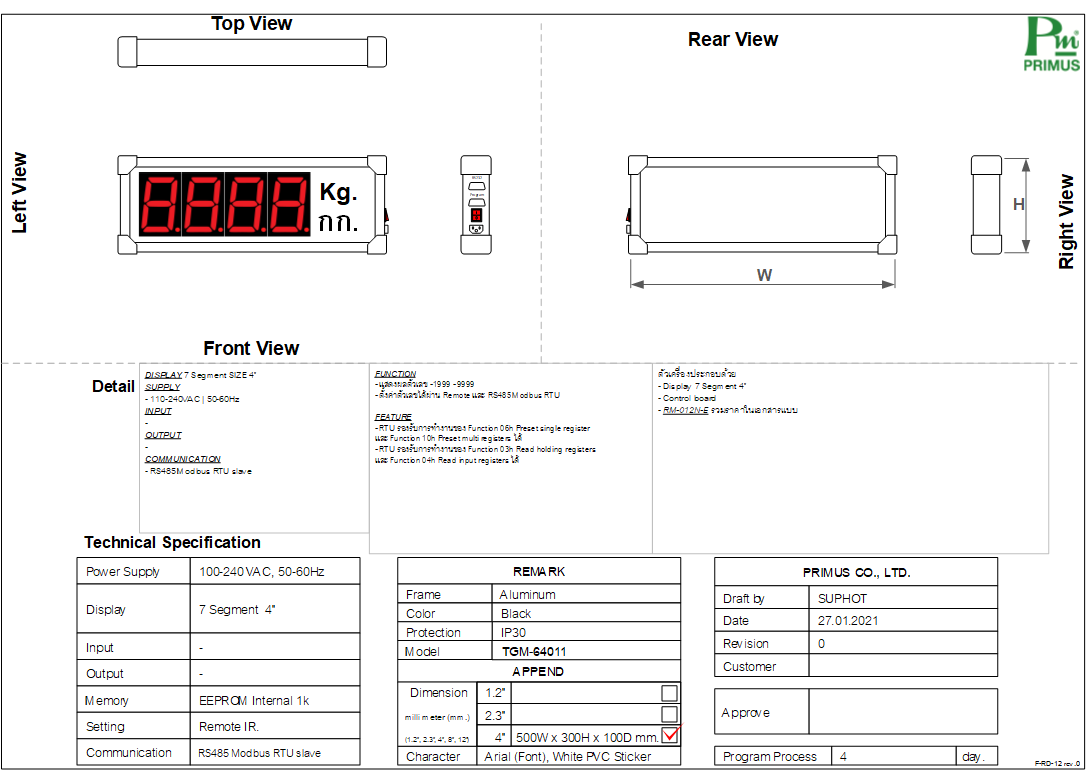 Top View
Rear View
Pm
PRIMUS
Left View
8.8.8.8.
Kg.
กก.
H
W
Right View
Front View
Detail
DISPLAY 7 Segment SIZE 4"
SUPPLY
- 110-240VAC | 50-60Hz
INPUT
-
OUTPUT
-
COMMUNICATION
- RS485Modbus RTU slave
FUNCTION
-แสดงผลตัวเลข -1999 -9999
-ตั้งค่าตัวเลขได้ผ่าน Remote และ RS485Modbus RTU
FEATURE
-RTU รองรับการทำงานของ Function 06h Preset single register
และ Function 10h Preset multi registers ได้
-RTU รองรับการทำงานของ Function 03h Read holding registers
และ Function 04h Read input registers ได้
ตัวเครื่องประกอบด้วย
- Display 7 Segment 4"
- Control board
- RM-012N-E รวมราคาในเอกสารแบบ
Technical Specification
Power Supply 100-240VAC, 50-60Hz
Display 7 Segment 4"
Input -
Output -
Memory EEPROM Internal 1k
Setting Remote IR.
Communication RS485 Modbus RTU slave
REMARK
Frame Aluminum
Color Black
Protection IP30
Model TGM-64011
APPEND
Dimension 1.2"
millimeter (mm.) 2.3"
(1.2", 2.3", 4", 8", 12") 4" 500W x 300H x 100D mm.
Character Arial (Font), White PVC Sticker
PRIMUS CO., LTD.
Draft by SUPHOT
Date 27.01.2021
Revision 0
Customer
Approve
Program Process 4 day.
F-RD-12 rev.0